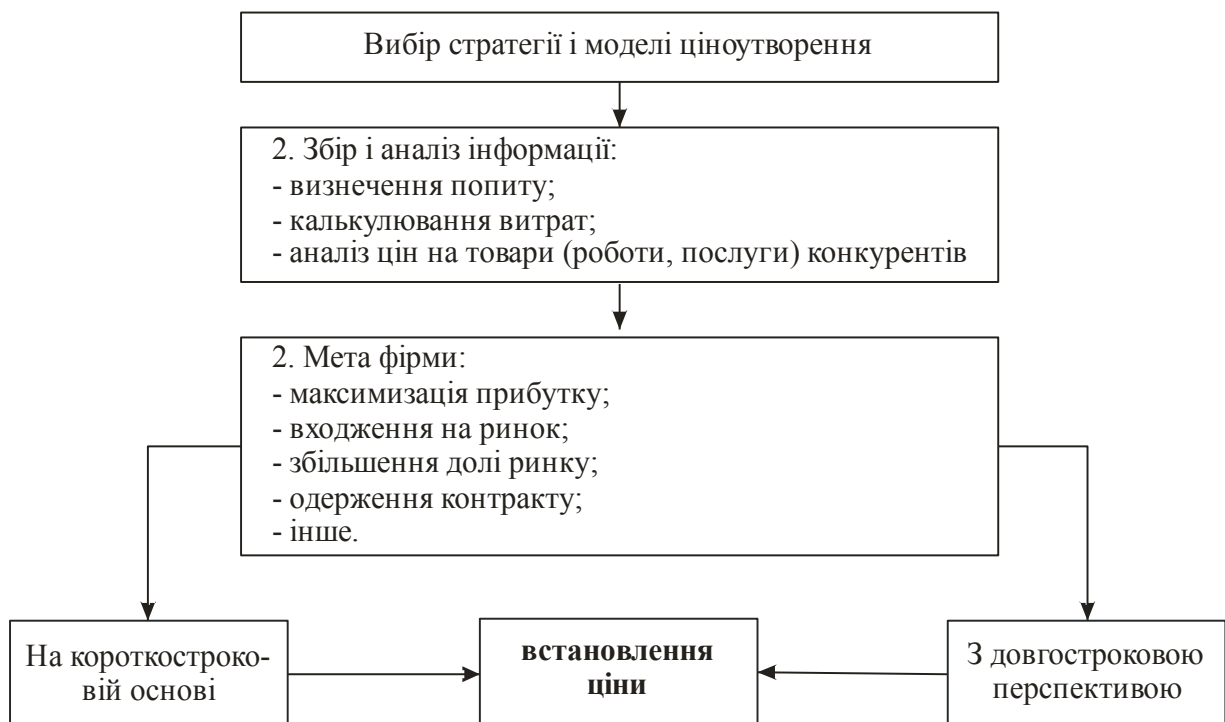 Вибір стратегії і моделі ціноутворення
2. Збір і аналіз інформації:
- визнечення попиту;
- калькулювання витрат;
- аналіз цін на товари (роботи, послуги) конкурентів
2. Мета фірми:
- максимизація прибутку;
- входження на ринок;
- збільшення долі ринку;
- одерження контракту;
- інше.
На короткостроко-
вій основі
встановлення
ціни
З довгостроковою
перспективою